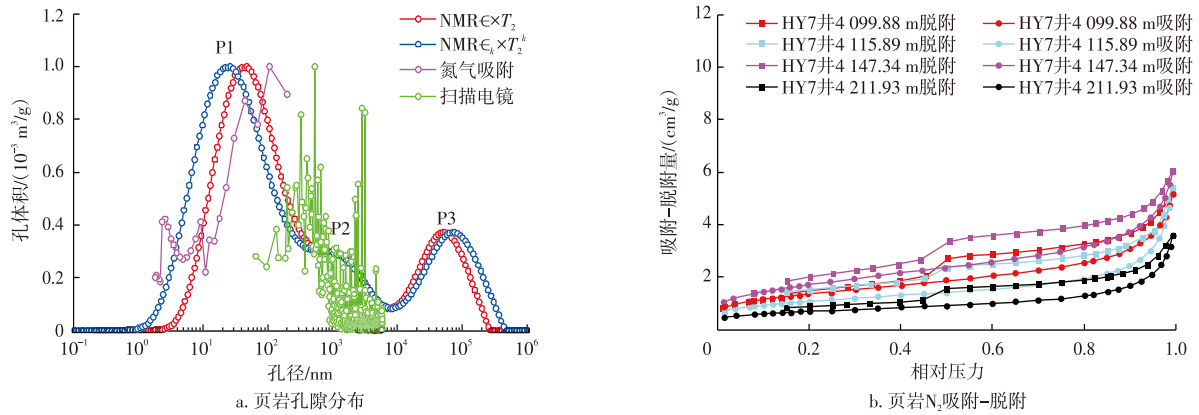 1.2
1.0
0.8
0.6
0.4
0.2
0
孔体积/(10⁻³ m³/g)
P1
P2
P3
NMR∈×T₂
NMR∈ₖ×T₂ᵏ
氮气吸附
扫描电镜
10⁻¹ 10⁰ 10¹ 10² 10³ 10⁴ 10⁵ 10⁶
孔径/nm
a. 页岩孔隙分布
12
10
8
6
4
2
吸附-脱附量/(cm³/g)
HY7井4 099.88 m脱附 HY7井4 099.88 m吸附
HY7井4 115.89 m脱附 HY7井4 115.89 m吸附
HY7井4 147.34 m脱附 HY7井4 147.34 m吸附
HY7井4 211.93 m脱附 HY7井4 211.93 m吸附
0 0.2 0.4 0.6 0.8 1.0
相对压力
b. 页岩N₂吸附-脱附